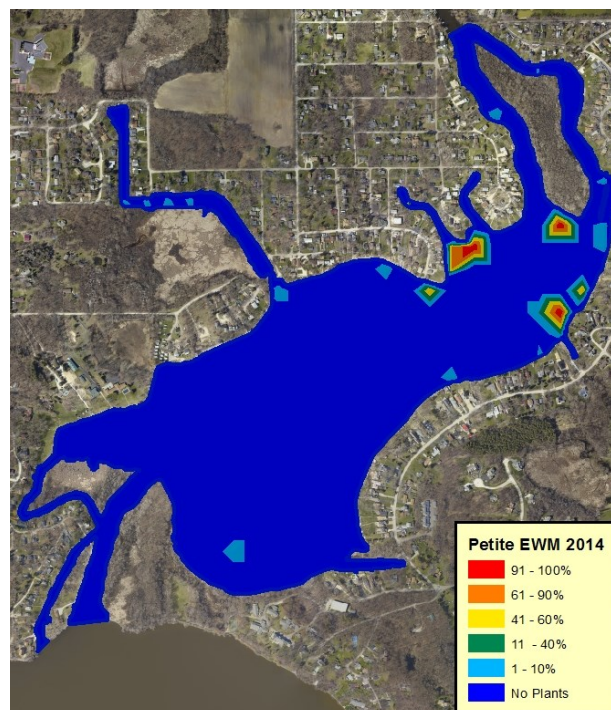 Petite EWM 2014
91 - 100%
61 - 90%
41 - 60%
11 - 40%
1 - 10%
No Plants